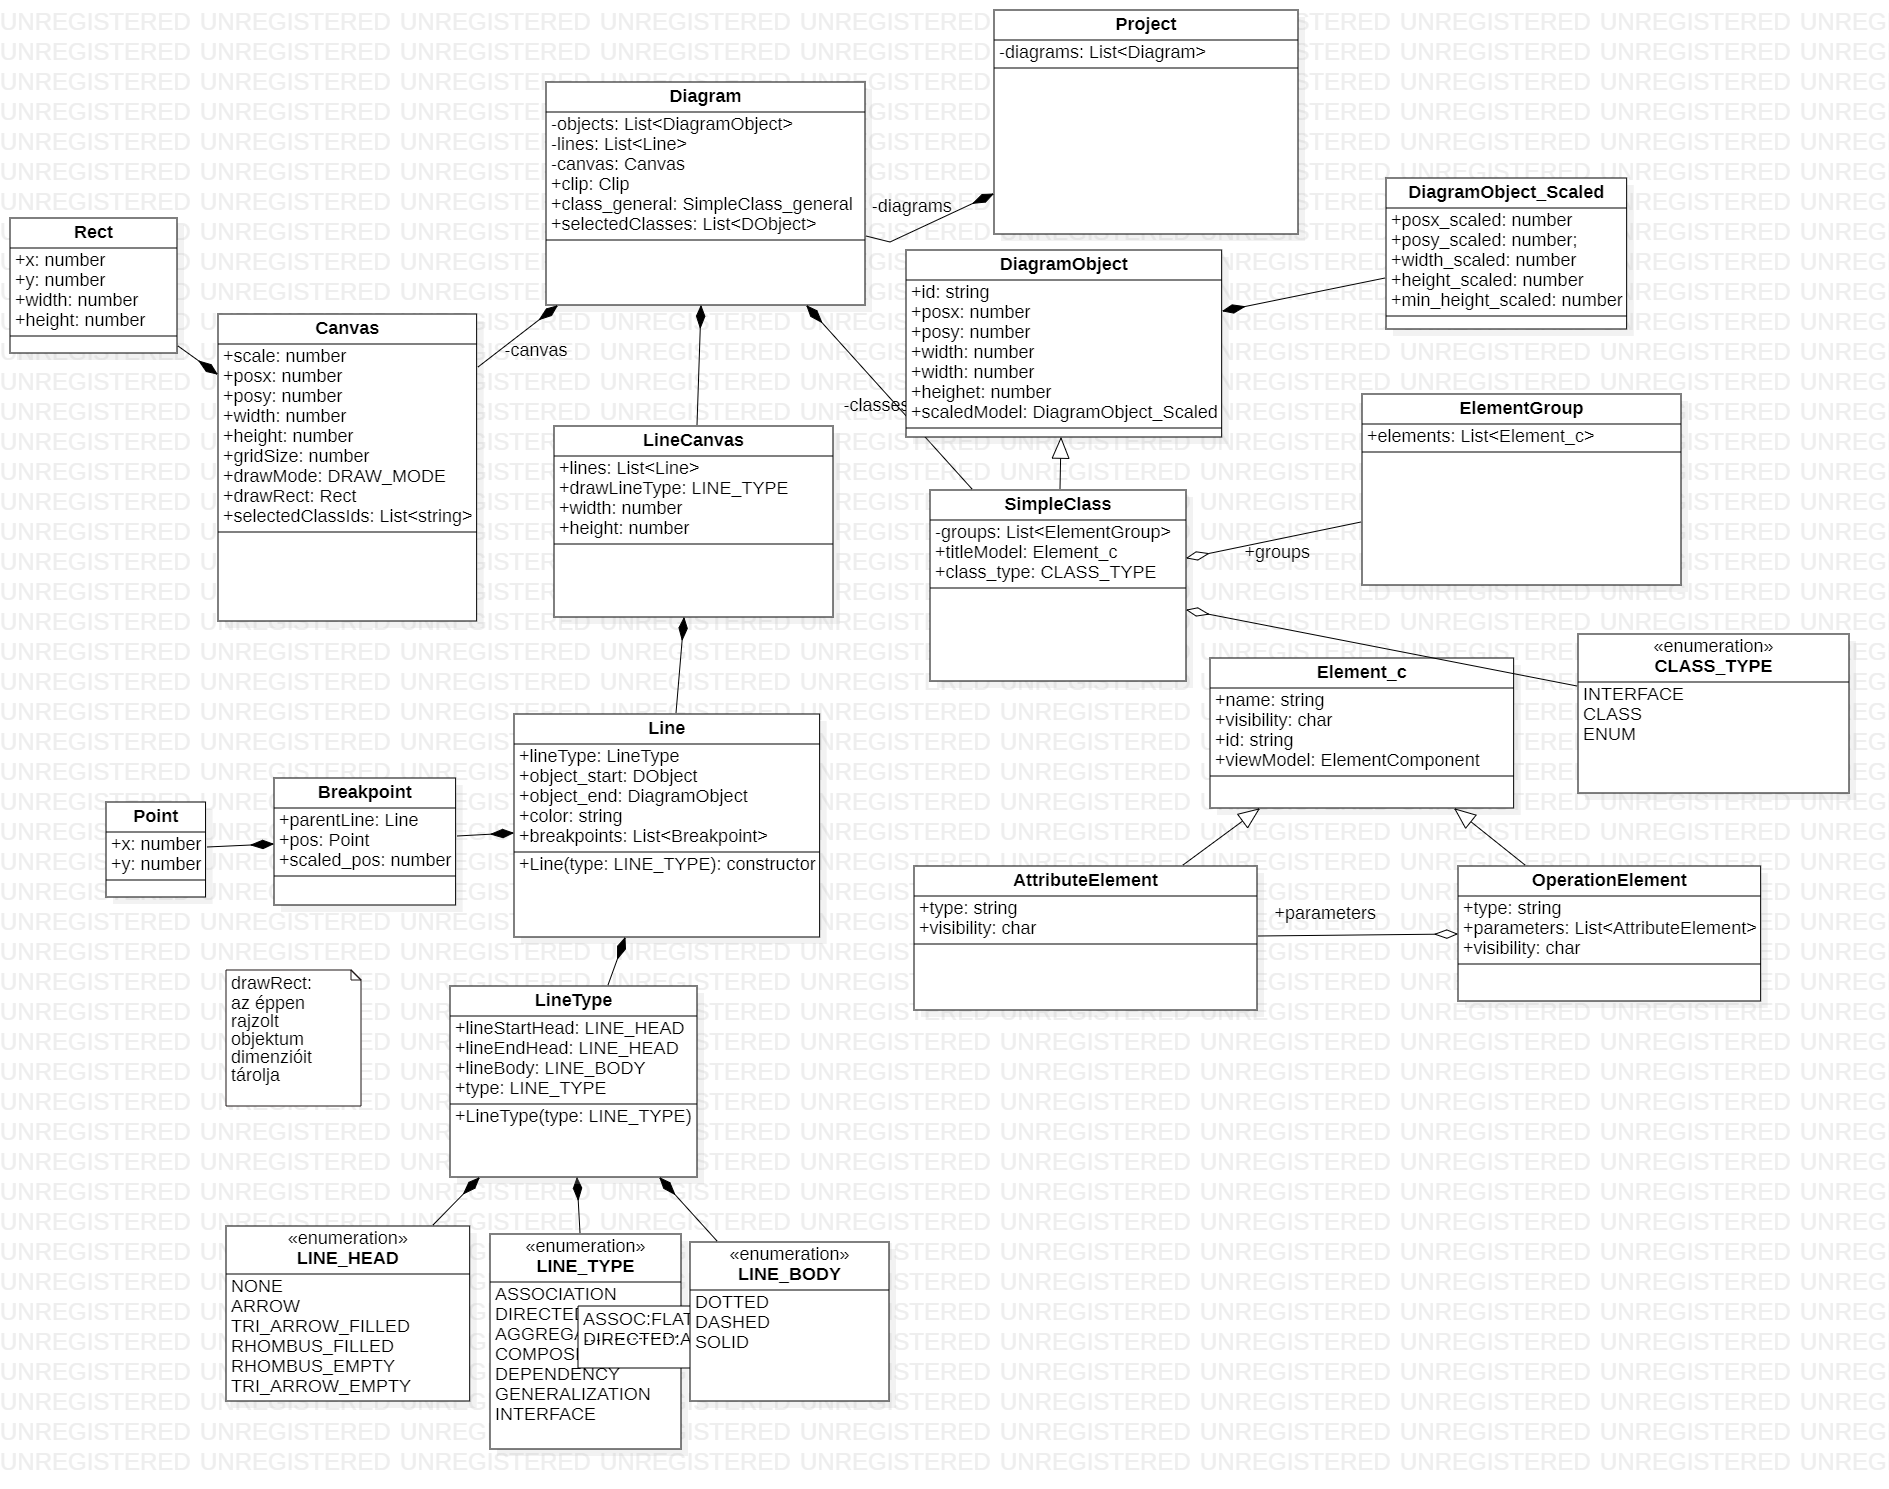 Project
-diagrams: List<Diagram>
Diagram
-objects: List<DiagramObject>
-lines: List<Line>
-canvas: Canvas
+clip: Clip
+class_general: SimpleClass_general
+selectedClasses: List<DObject>
-diagrams
DiagramObject_Scaled
+posx_scaled: number
+posy_scaled: number;
+width_scaled: number
+height_scaled: number
+min_height_scaled: number
Rect
+x: number
+y: number
+width: number
+height: number
DiagramObject
+id: string
+posx: number
+posy: number
+width: number
+width: number
+heighet: number
+scaledModel: DiagramObject_Scaled
Canvas
+scale: number
+posx: number
+posy: number
+width: number
+height: number
+gridSize: number
+drawMode: DRAW_MODE
+drawRect: Rect
+selectedClassIds: List<string>
-canvas
-classes
ElementGroup
+elements: List<Element_c>
LineCanvas
+lines: List<Line>
+drawLineType: LINE_TYPE
+width: number
+height: number
SimpleClass
-groups: List<ElementGroup>
+titleModel: Element_c
+class_type: CLASS_TYPE
+groups
«enumeration»
CLASS_TYPE
INTERFACE
CLASS
ENUM
Element_c
+name: string
+visibility: char
+id: string
+viewModel: ElementComponent
Line
+lineType: LineType
+object_start: DObject
+object_end: DiagramObject
+color: string
+breakpoints: List<Breakpoint>
+Line(type: LINE_TYPE): constructor
Breakpoint
+parentLine: Line
+pos: Point
+scaled_pos: number
Point
+x: number
+y: number
AttributeElement
+type: string
+visibility: char
+parameters
OperationElement
+type: string
+parameters: List<AttributeElement>
+visibility: char
drawRect:
az éppen
rajzolt
objektum
dimenzióit
tárolja
LineType
+lineStartHead: LINE_HEAD
+lineEndHead: LINE_HEAD
+lineBody: LINE_BODY
+type: LINE_TYPE
+LineType(type: LINE_TYPE)
«enumeration»
LINE_HEAD
NONE
ARROW
TRI_ARROW_FILLED
RHOMBUS_FILLED
RHOMBUS_EMPTY
TRI_ARROW_EMPTY
«enumeration»
LINE_TYPE
ASSOCIATION
DEPENDENCY
GENERALIZATION
INTERFACE
ASSOC:FLAT
DIRECTED:A
«enumeration»
LINE_BODY
DOTTED
DASHED
SOLID